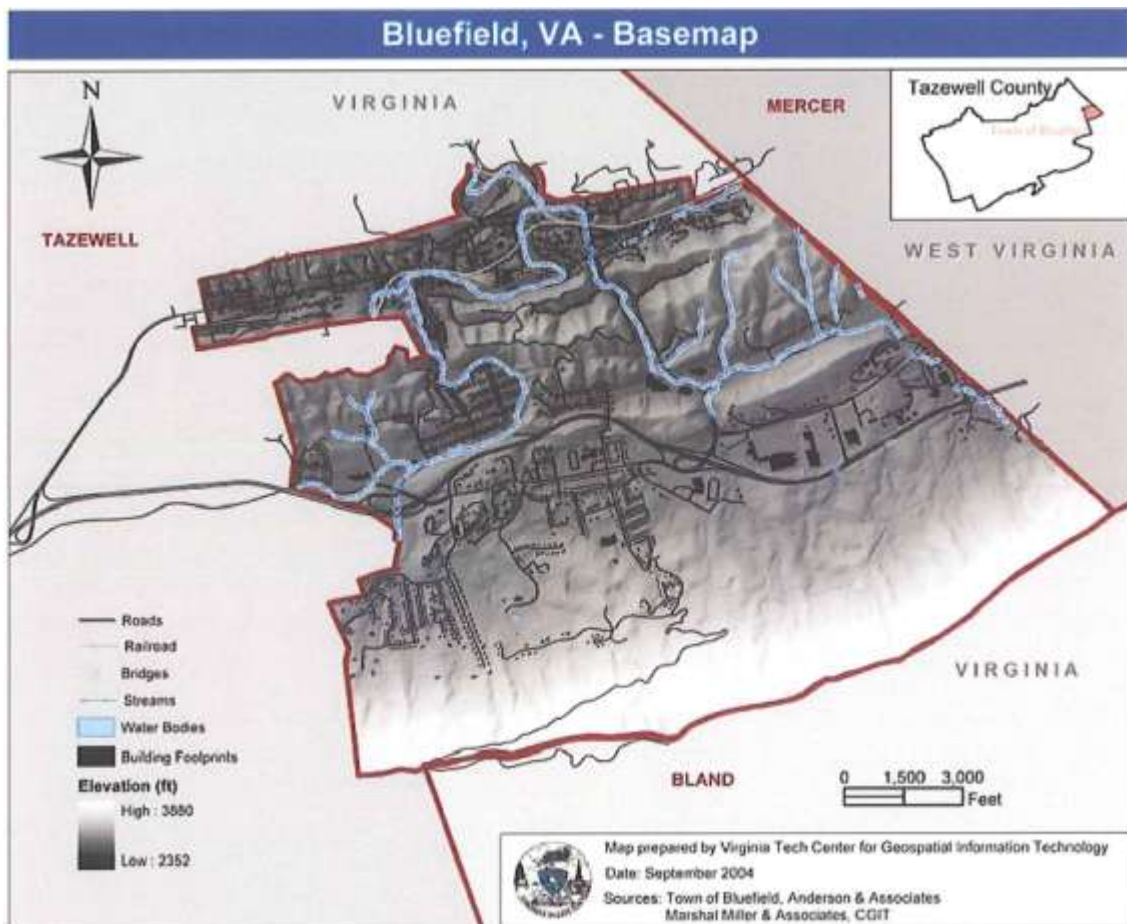 Bluefield, VA - Basemap
N
VIRGINIA
MERCER
Tazewell County
Town of
TAZEWELL
WEST VIRGINIA
Roads
Railroad
Bridges
Streams
Water Bodies
Building Footprints
Elevation (ft)
High : 3880
Low : 2352
VIRGINIA
BLAND
0 1,500 3,000
Feet
Map prepared by Virginia Tech Center for Geospatial Information Technology
Date: September 2004
Sources: Town of Bluefield, Anderson & Associates
Marshal Miller & Associates, CGIT